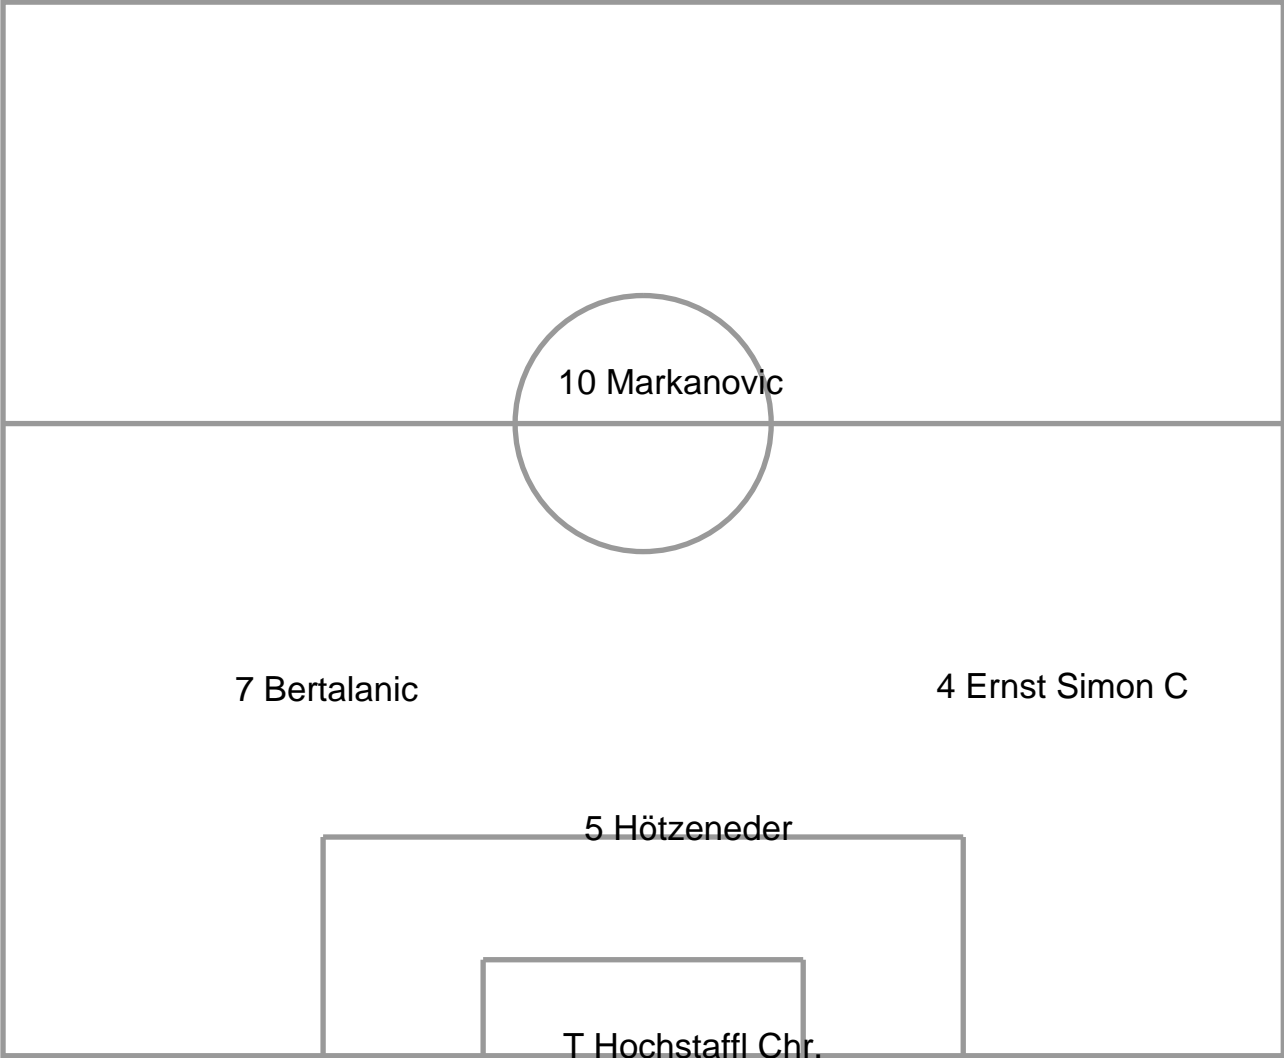 10 Markanovic
7 Bertalanic
4 Ernst Simon C
5 Hötzeneder
T Hochstaffl Chr.